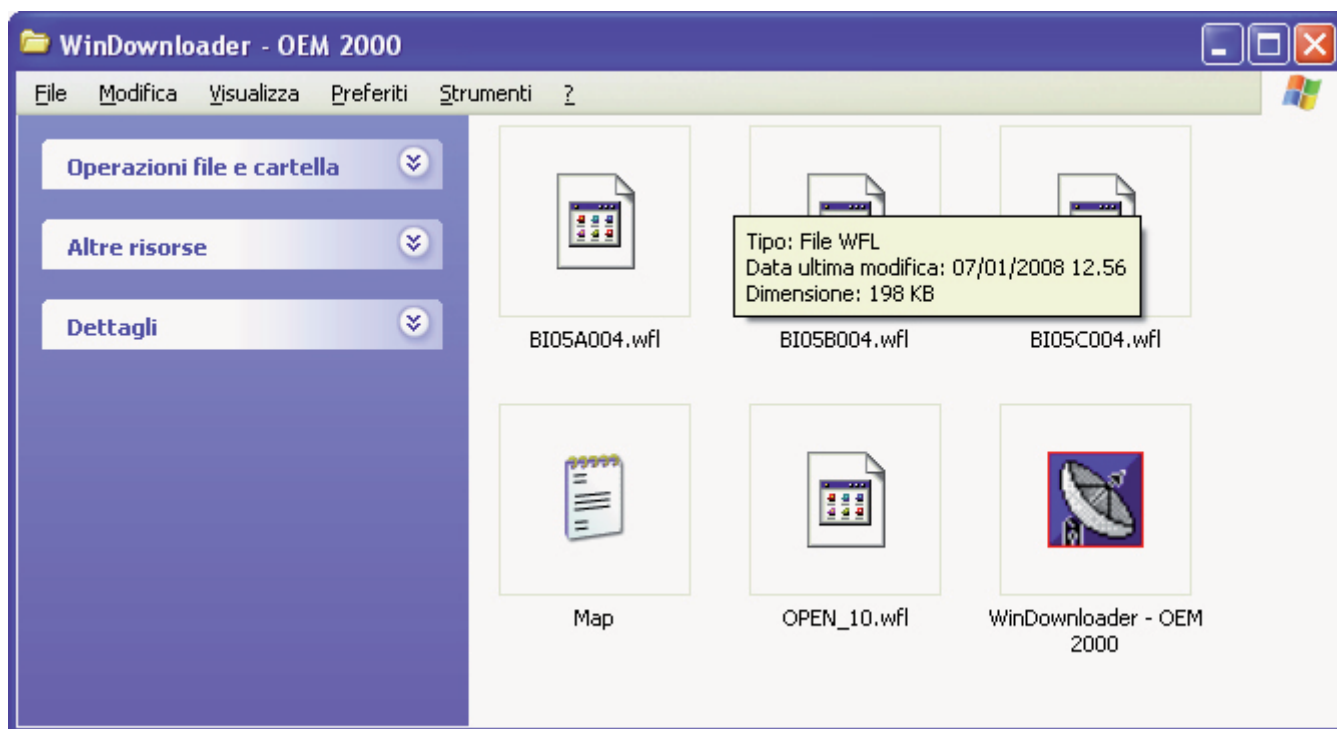 WinDownloader - OEM 2000
File Modifica Visualizza Preferiti Strumenti ?
Operazioni file e cartella
Altre risorse
Dettagli
Tipo: File WFL
Data ultima modifica: 07/01/2008 12.56
Dimensione: 198 KB
BI05A004.wfl
BI05B004.wfl
BI05C004.wfl
Map
OPEN_10.wfl
WinDownloader - OEM
2000